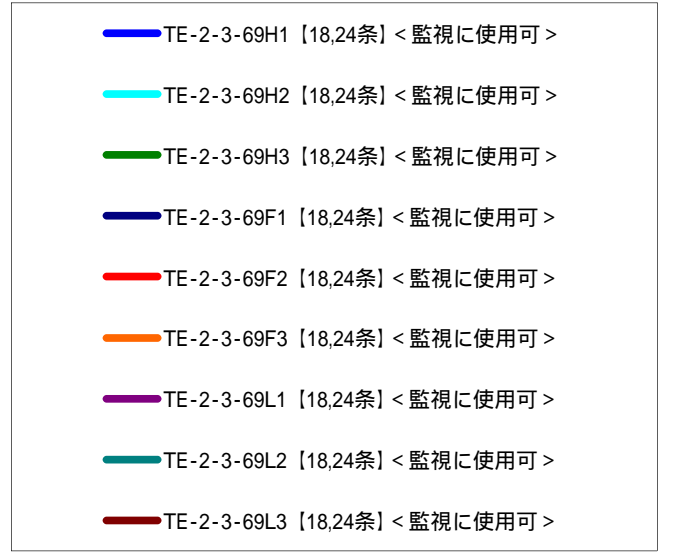 TE-2-3-69H1【18,24条】<監視に使用可>
TE-2-3-69H2【18,24条】<監視に使用可>
TE-2-3-69H3【18,24条】<監視に使用可>
TE-2-3-69F1【18,24条】<監視に使用可>
TE-2-3-69F2【18,24条】<監視に使用可>
TE-2-3-69F3【18,24条】<監視に使用可>
TE-2-3-69L1【18,24条】<監視に使用可>
TE-2-3-69L2【18,24条】<監視に使用可>
TE-2-3-69L3【18,24条】<監視に使用可>